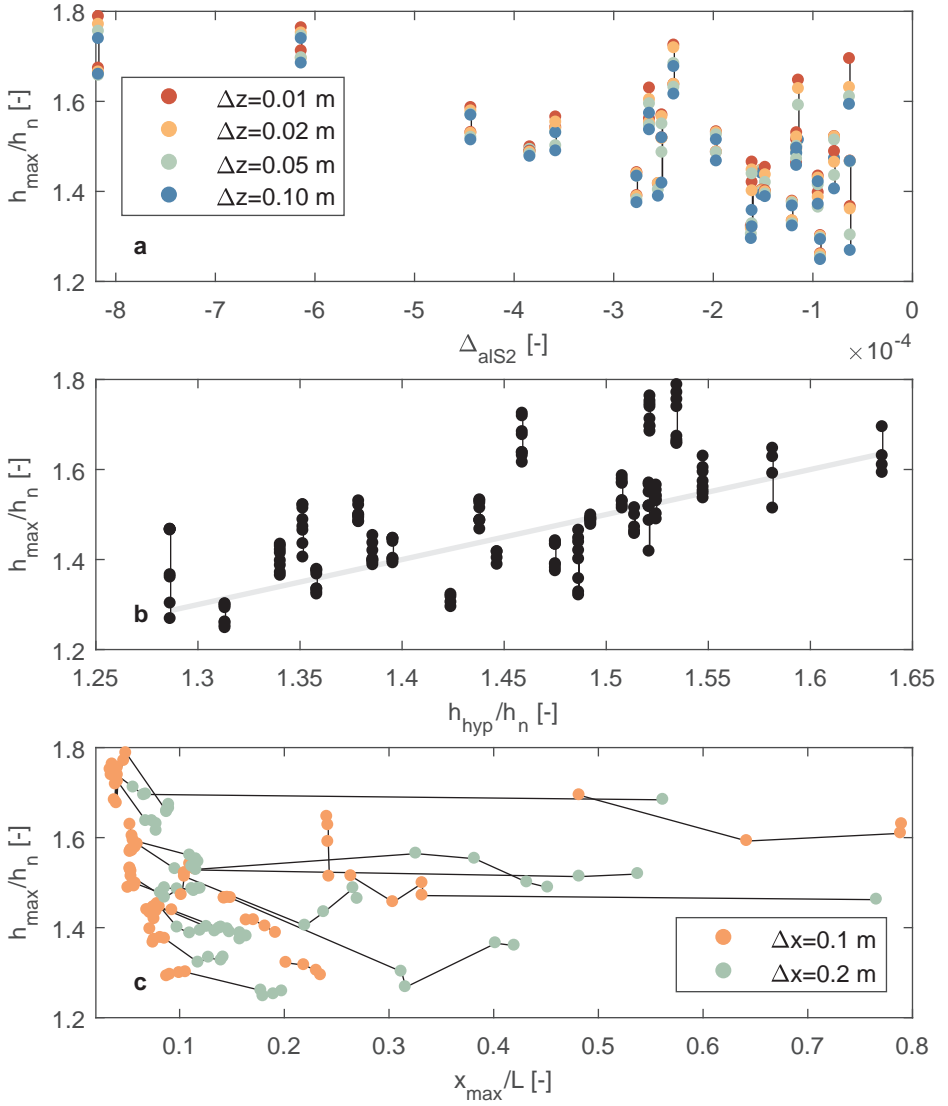 1.8
1.6
1.4
1.2
h_max/h_n [-]
Δz=0.01 m
Δz=0.02 m
Δz=0.05 m
Δz=0.10 m
a
-8 -7 -6 -5 -4 -3 -2 -1 0
Δ_alS2 [-]
×10^-4
1.8
1.6
1.4
1.2
h_max/h_n [-]
b
1.25 1.3 1.35 1.4 1.45 1.5 1.55 1.6 1.65
h_hyp/h_n [-]
1.8
1.6
1.4
1.2
h_max/h_n [-]
Δx=0.1 m
Δx=0.2 m
c
0.1 0.2 0.3 0.4 0.5 0.6 0.7 0.8
x_max/L [-]